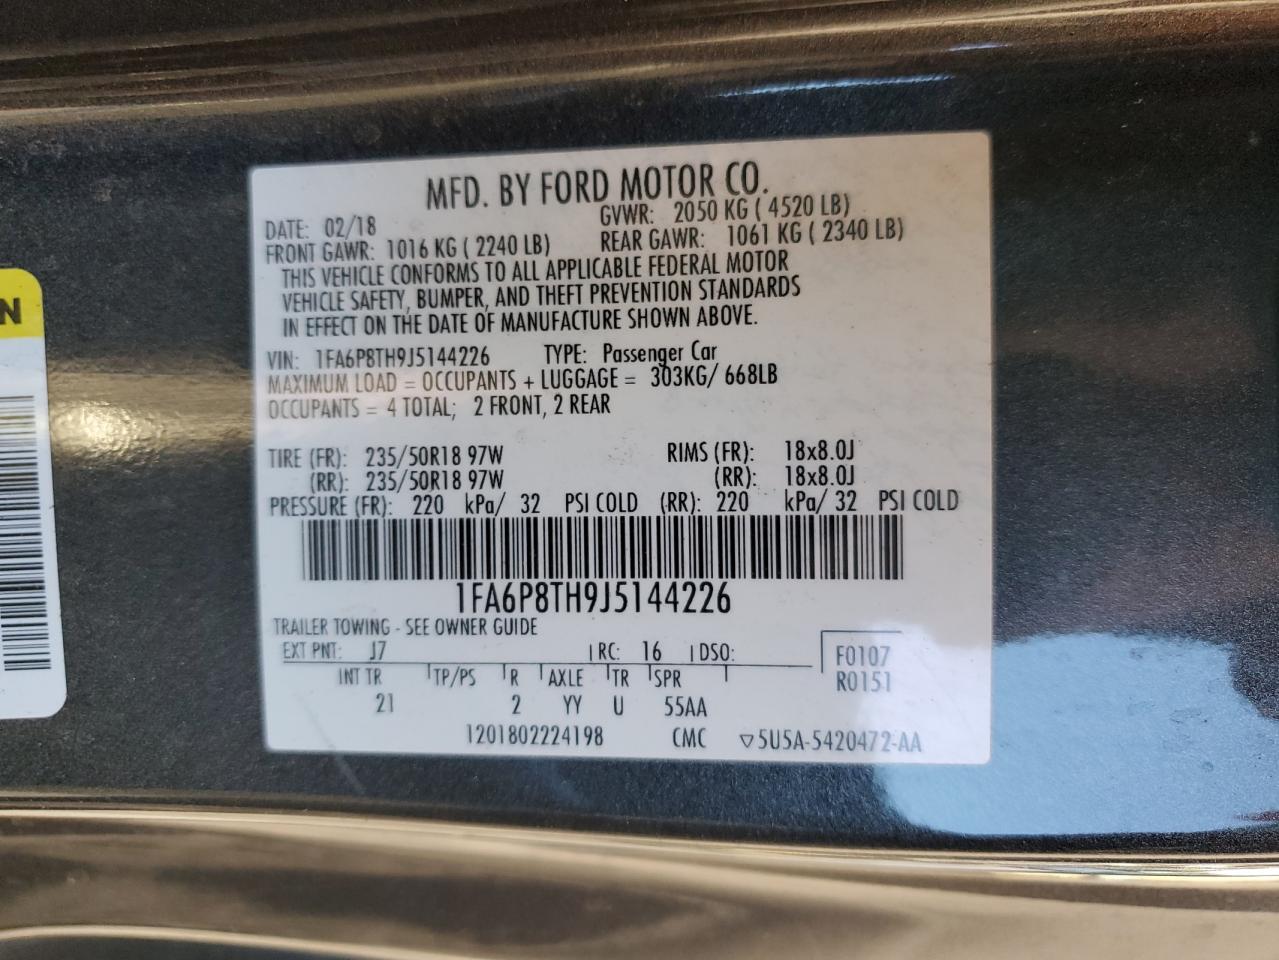 MFD. BY FORD MOTOR CO.
DATE: 02/18 GVWR: 2050 KG ( 4520 LB)
FRONT GAWR: 1016 KG ( 2240 LB) REAR GAWR: 1061 KG ( 2340 LB)
THIS VEHICLE CONFORMS TO ALL APPLICABLE FEDERAL MOTOR
VEHICLE SAFETY, BUMPER, AND THEFT PREVENTION STANDARDS
IN EFFECT ON THE DATE OF MANUFACTURE SHOWN ABOVE.
VIN: 1FA6P8TH9J5144226 TYPE: Passenger Car
MAXIMUM LOAD = OCCUPANTS + LUGGAGE = 303KG/ 668LB
OCCUPANTS = 4 TOTAL; 2 FRONT, 2 REAR
TIRE (FR): 235/50R18 97W RIMS (FR): 18x8.0J
(RR): 235/50R18 97W (RR): 18x8.0J
PRESSURE (FR): 220 kPa/ 32 PSI COLD (RR): 220 kPa/ 32 PSI COLD
1FA6P8TH9J5144226
TRAILER TOWING - SEE OWNER GUIDE
EXT PNT: J7 RC: 16 DSO: F0107
INT TR TP/PS R AXLE TR SPR R0151
21 2 YY U 55AA
1201802224198 CMC ▽5U5A-5420472-AA
N